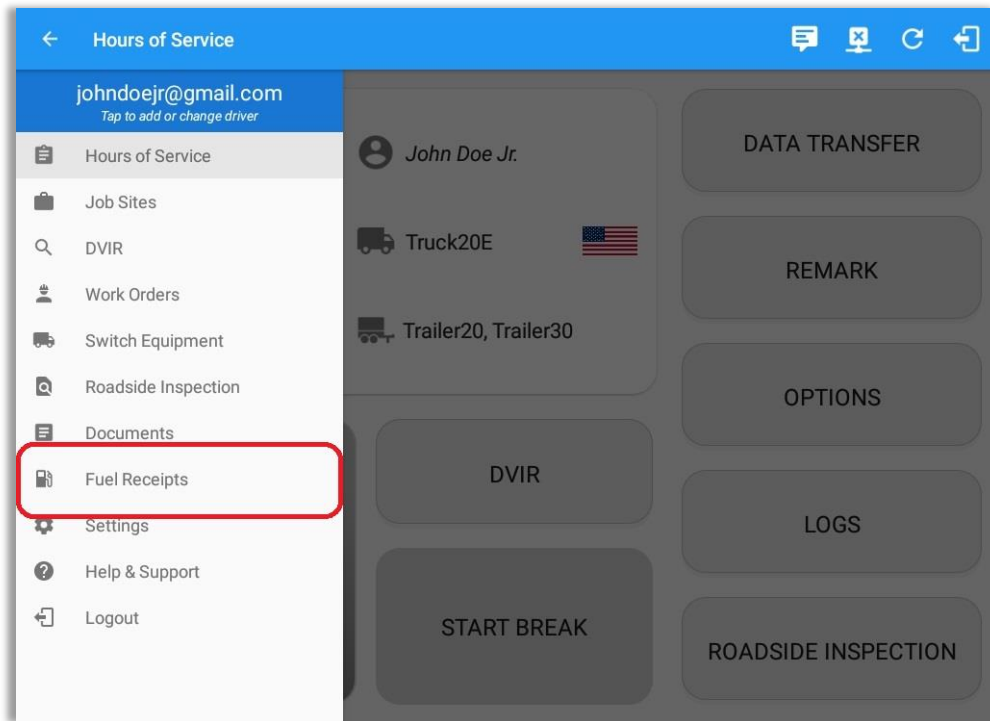 Hours of Service
johndoejr@gmail.com
Tap to add or change driver
Hours of Service
Job Sites
DVIR
Work Orders
Switch Equipment
Roadside Inspection
Documents
Fuel Receipts
Settings
Help & Support
Logout
John Doe Jr.
Truck20E
Trailer20, Trailer30
DVIR
START BREAK
DATA TRANSFER
REMARK
OPTIONS
LOGS
ROADSIDE INSPECTION